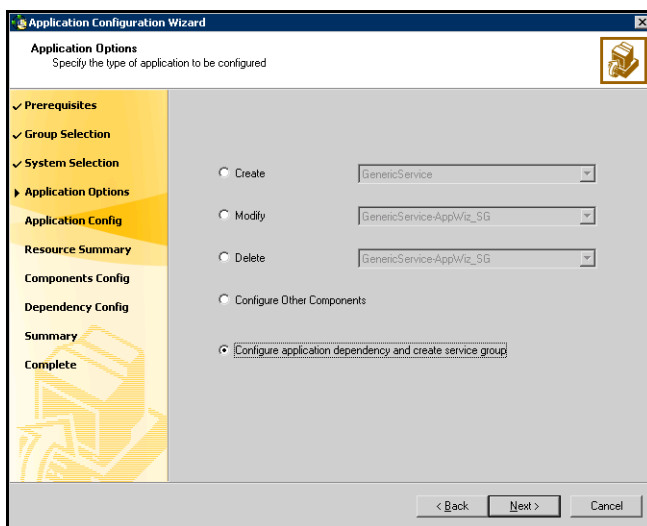 Application Configuration Wizard
Application Options
Specify the type of application to be configured
Prerequisites
Group Selection
System Selection
Application Options
Application Config
Resource Summary
Components Config
Dependency Config
Summary
Complete
Create GenericService
Modify GenericService-AppWiz_SG
Delete GenericService-AppWiz_SG
Configure Other Components
Configure application dependency and create service group
< Back Next > Cancel